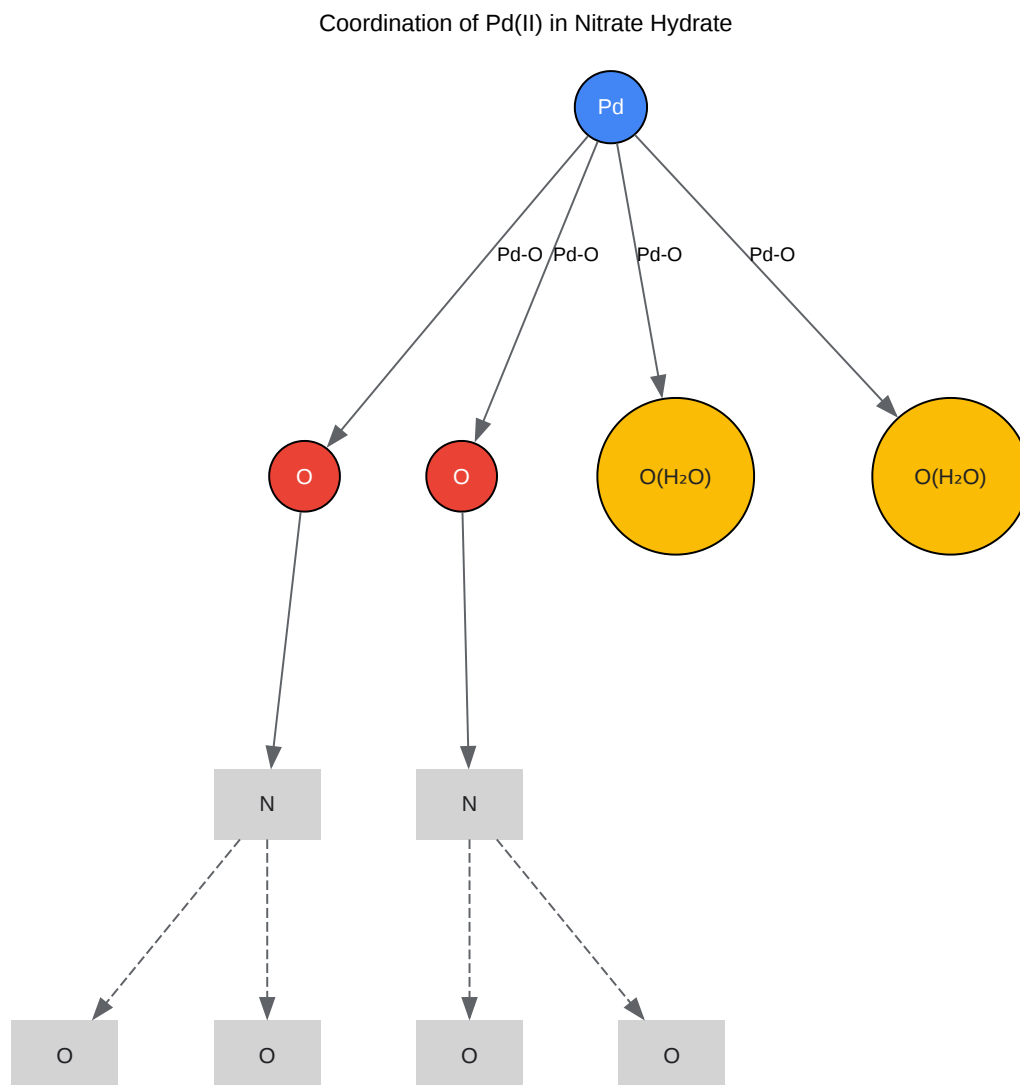 Coordination of Pd(II) in Nitrate Hydrate
Pd
Pd-O Pd-O Pd-O Pd-O
O O O(H₂O) O(H₂O)
N N
O O O O